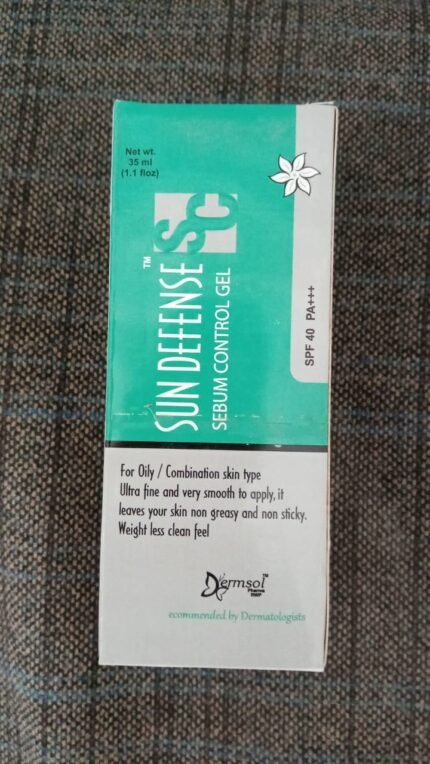 Net wt.
35 ml
(1.1 floz)
SUN DEFENSE™ SC
SEBUM CONTROL GEL
SPF 40 PA+++
For Oily / Combination skin type
Ultra fine and very smooth to apply, it
leaves your skin non greasy and non sticky.
Weight less clean feel
Dermsol™
Pharma
RWP
ecommended by Dermatologists